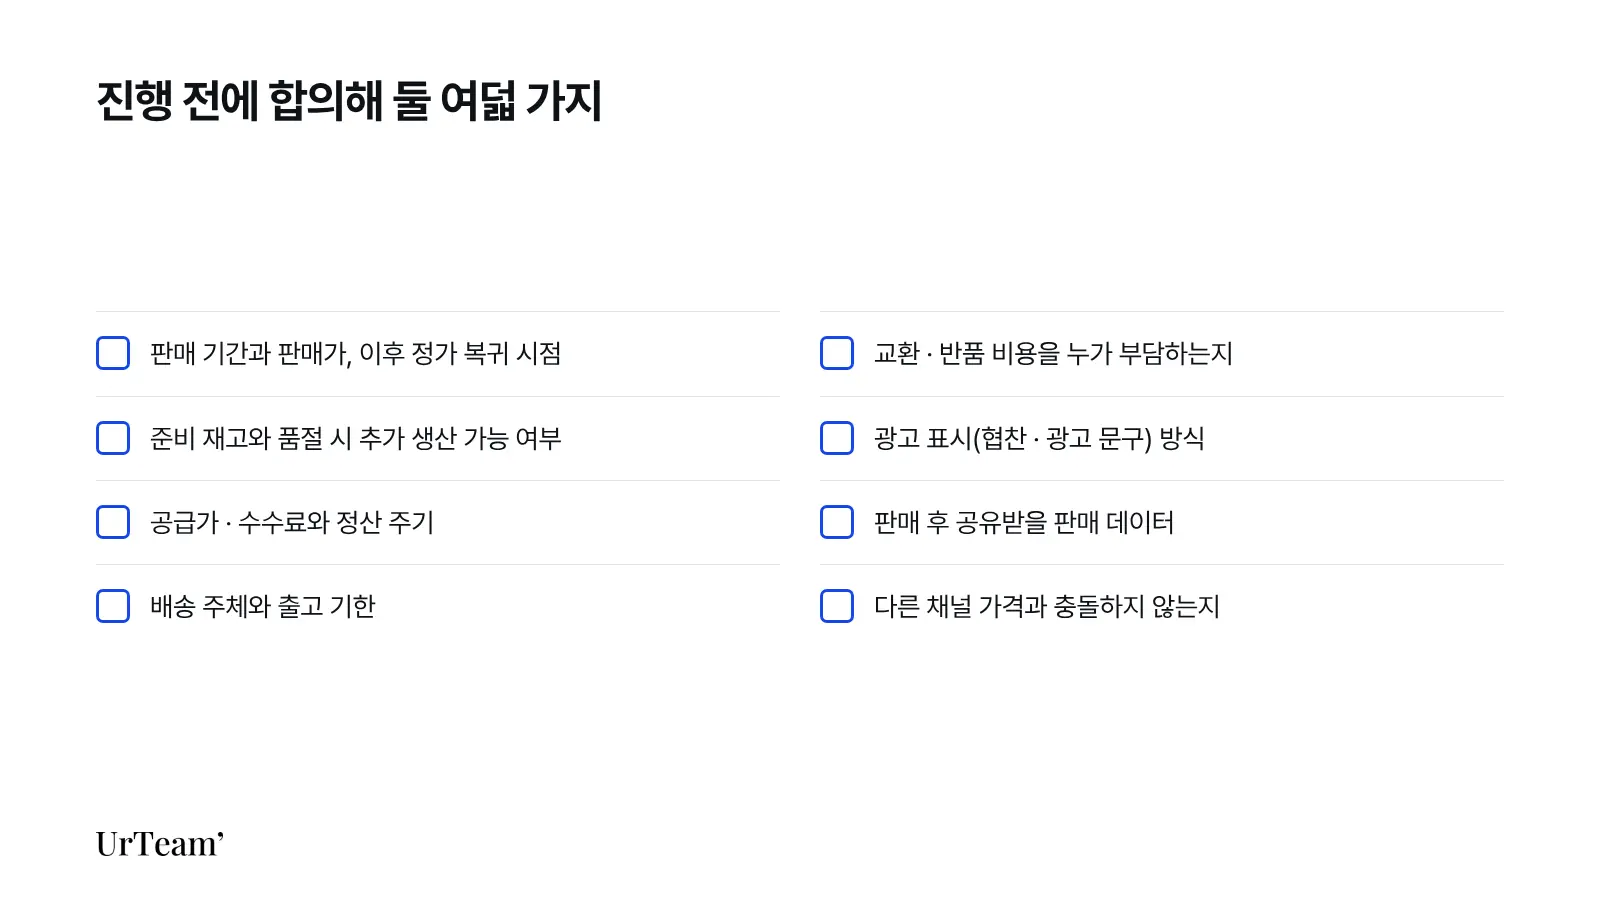 진행 전에 합의해 둘 여덟 가지
판매 기간과 판매가, 이후 정가 복귀 시점
준비 재고와 품절 시 추가 생산 가능 여부
공급가 · 수수료와 정산 주기
배송 주체와 출고 기한
교환 · 반품 비용을 누가 부담하는지
광고 표시(협찬 · 광고 문구) 방식
판매 후 공유받을 판매 데이터
다른 채널 가격과 충돌하지 않는지
UrTeam’